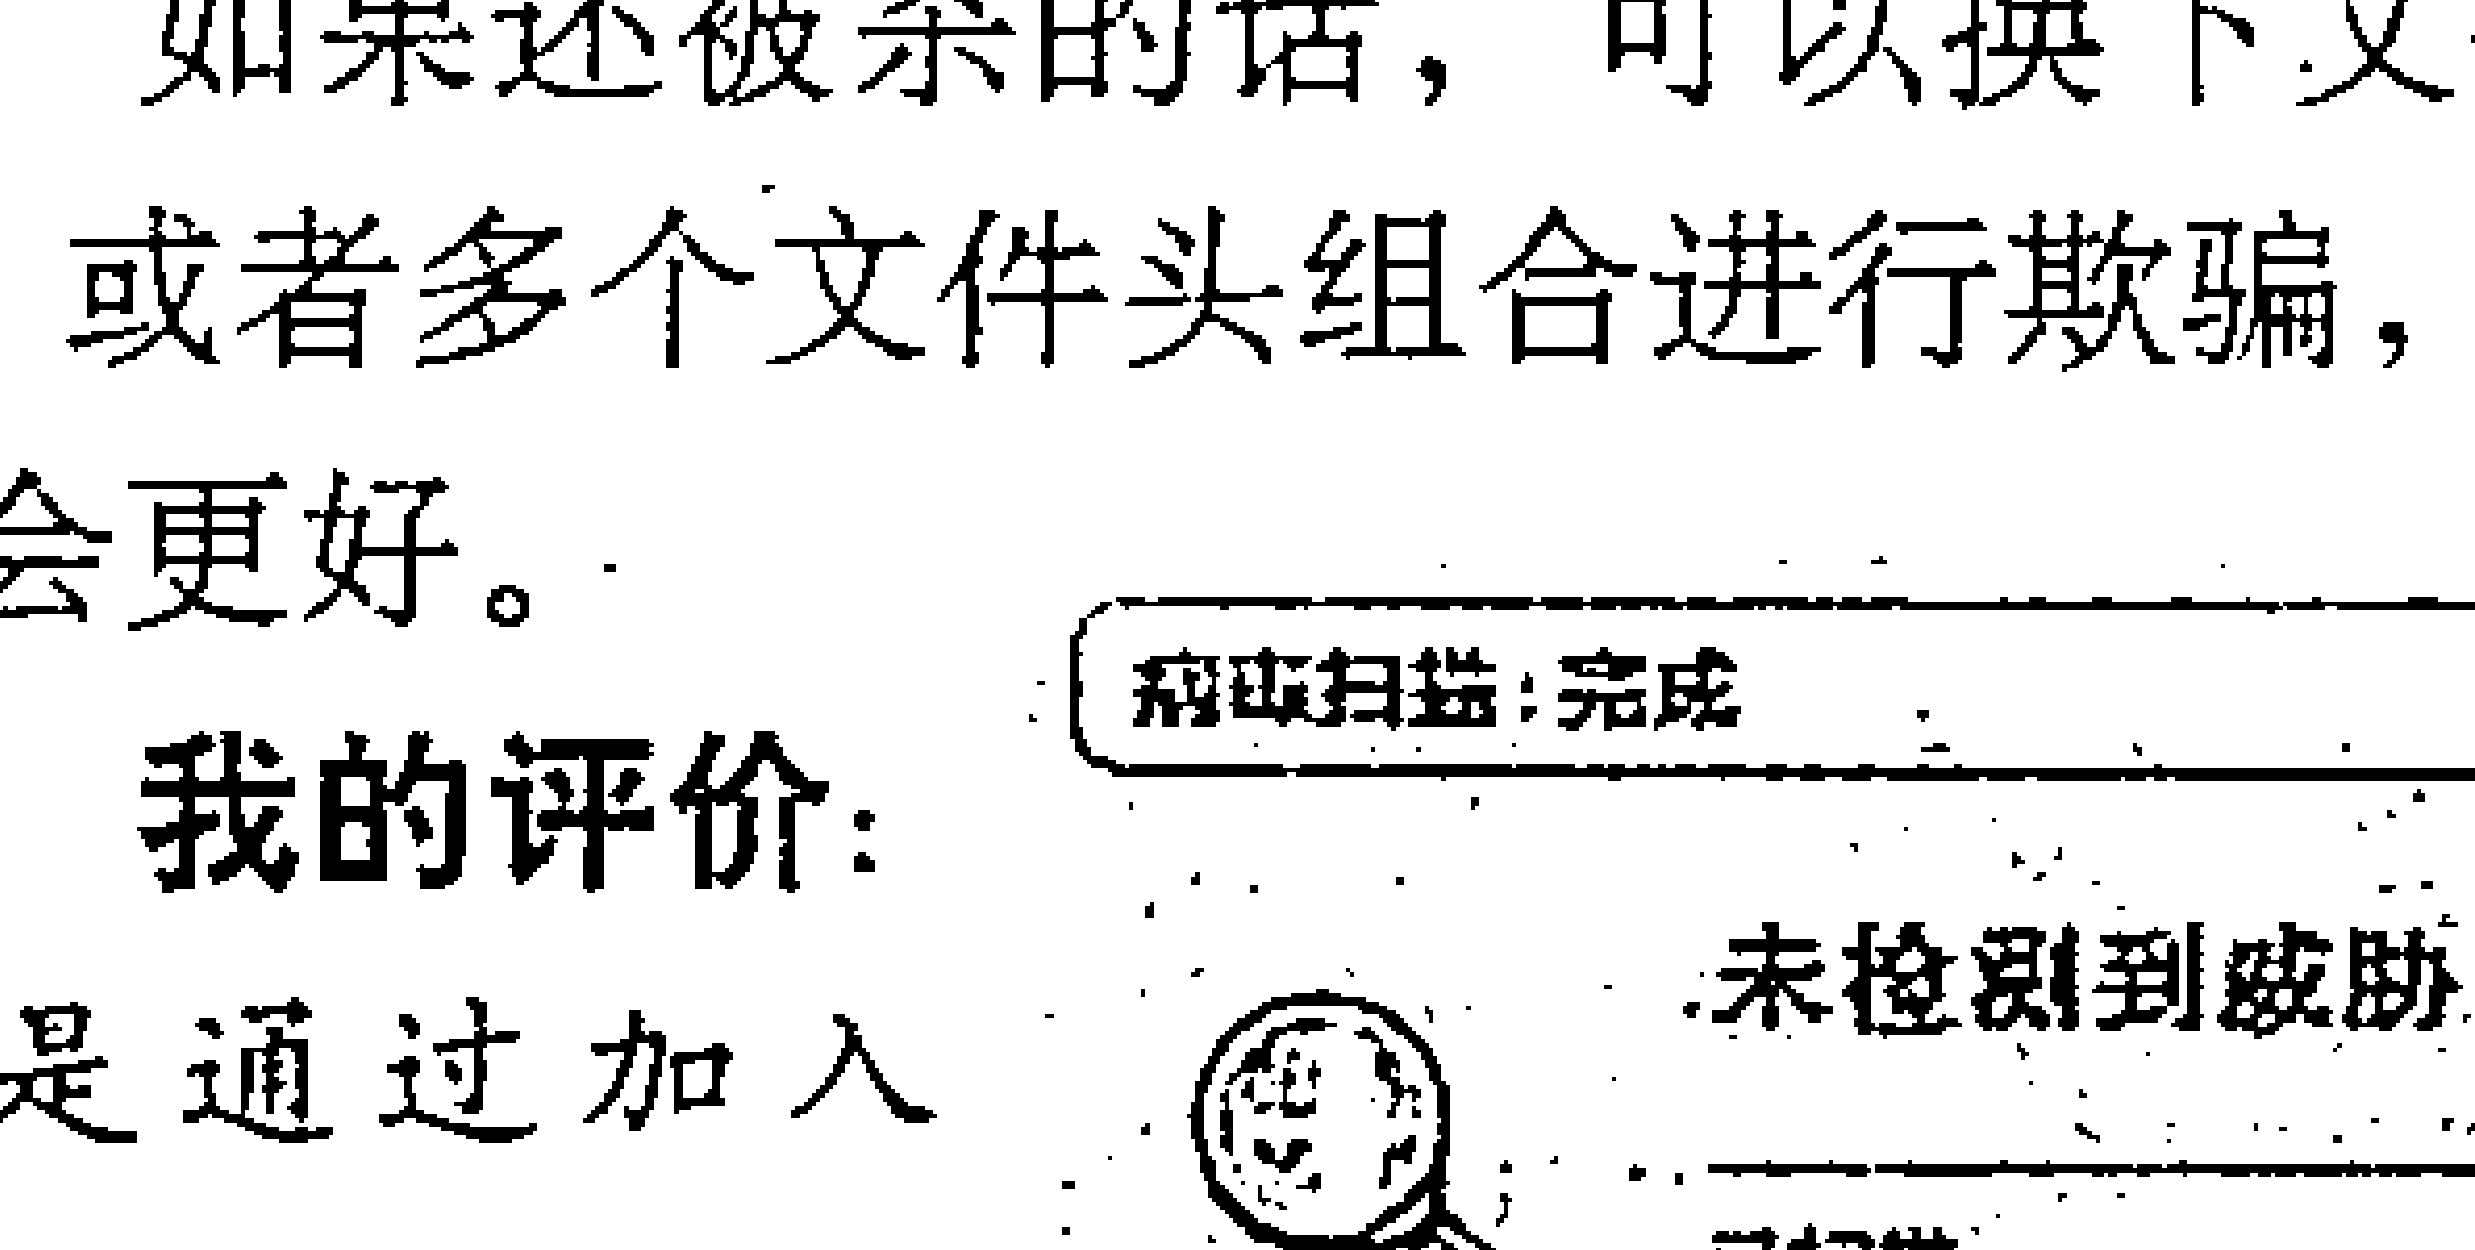 如果还被杀的话，可以换下文
或者多个文件头组合进行欺骗，
会更好。
病毒扫描:完成
我的评价:
未检测到威胁
是通过加入